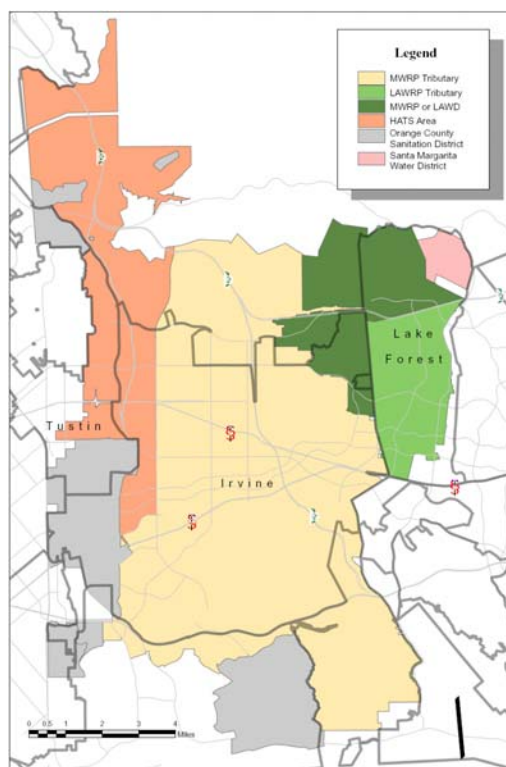 Legend
MWRP Tributary
LAWRP Tributary
MWRP or LAWD
HATS Area
Orange County
Sanitation District
Santa Margarita
Water District
Lake
Forest
Tustin
Irvine
0 0.5 1 2 3 4
Miles